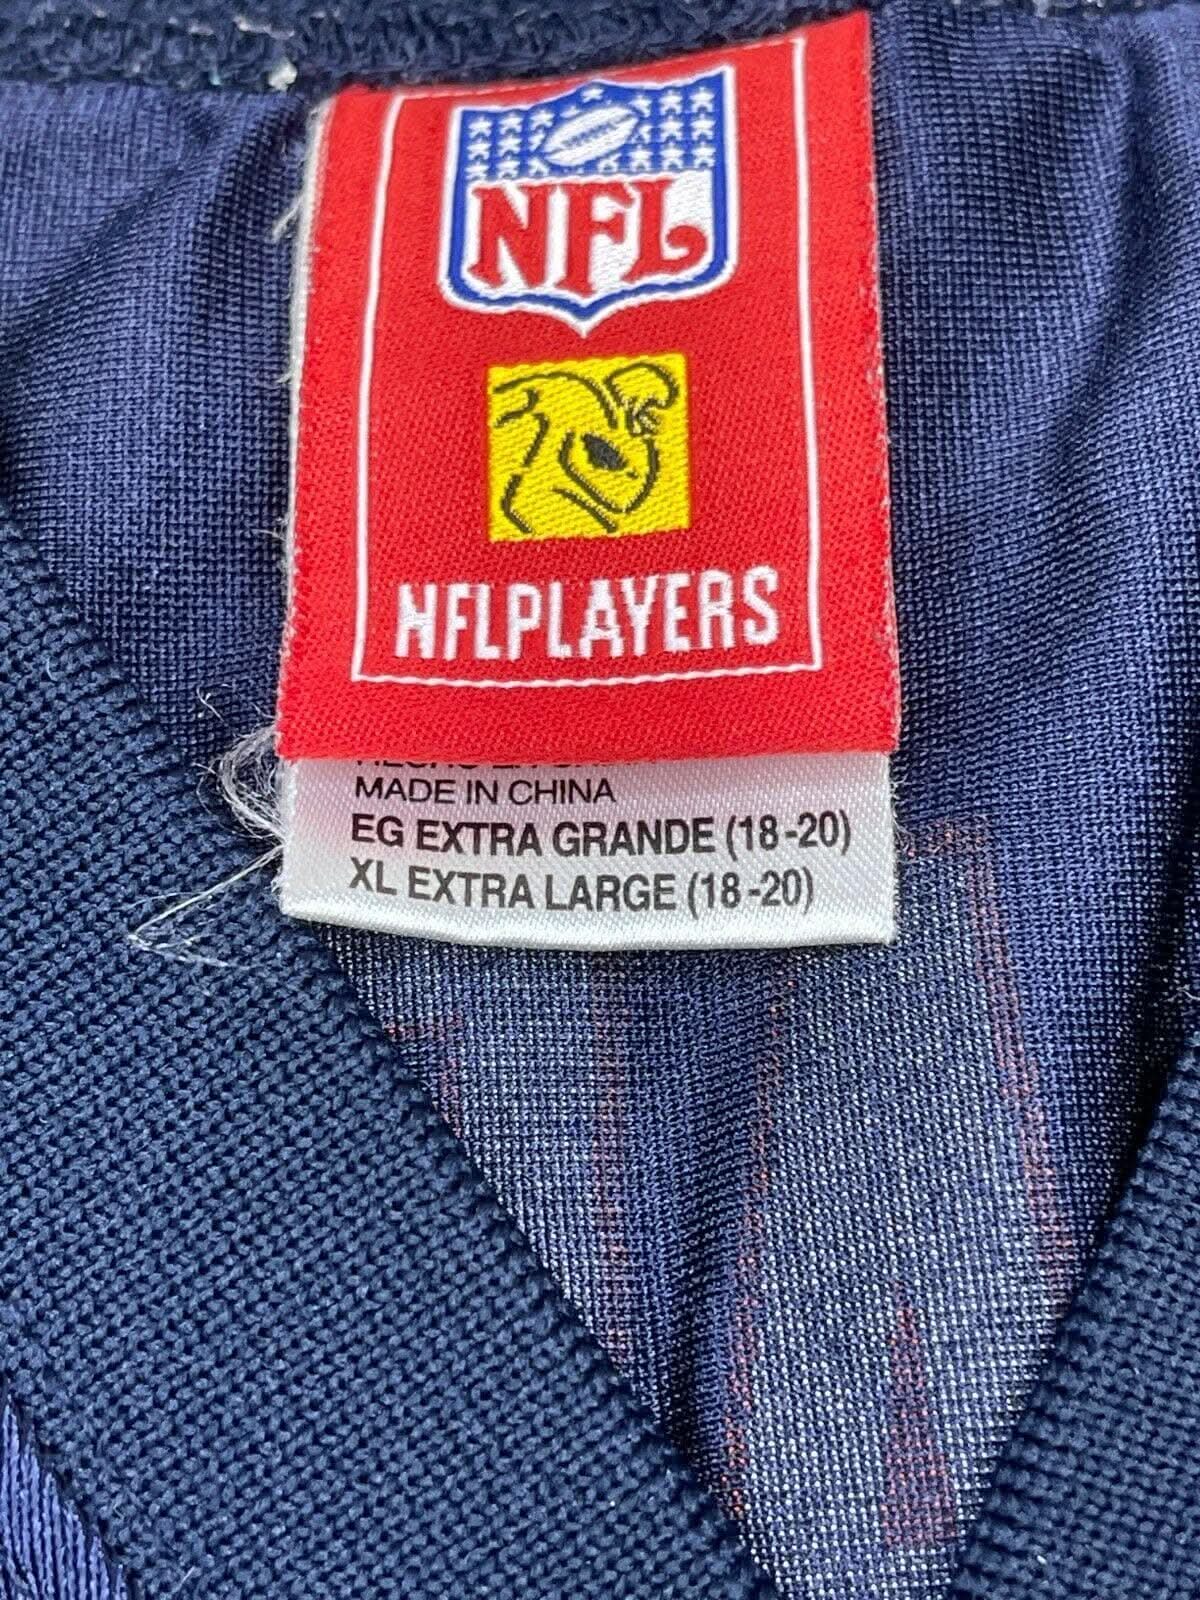 NFL
NFLPLAYERS
MADE IN CHINA
EG EXTRA GRANDE (18-20)
XL EXTRA LARGE (18-20)